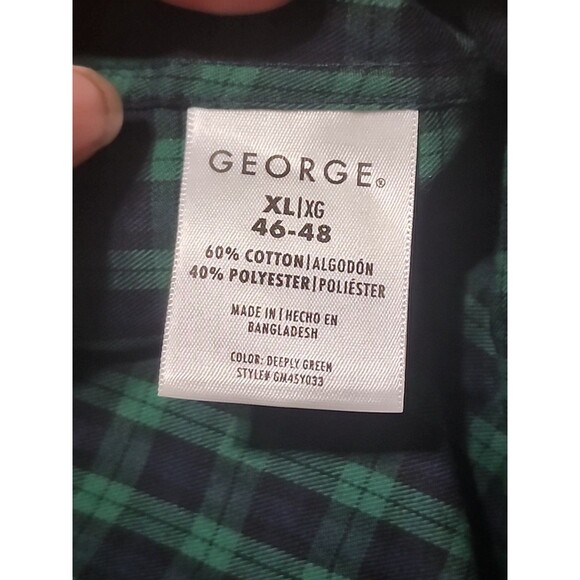 GEORGE®
XL|XG
46-48
60% COTTON|ALGODÓN
40% POLYESTER|POLIÉSTER
MADE IN | HECHO EN
BANGLADESH
COLOR: DEEPLY GREEN
STYLE# GM45Y033